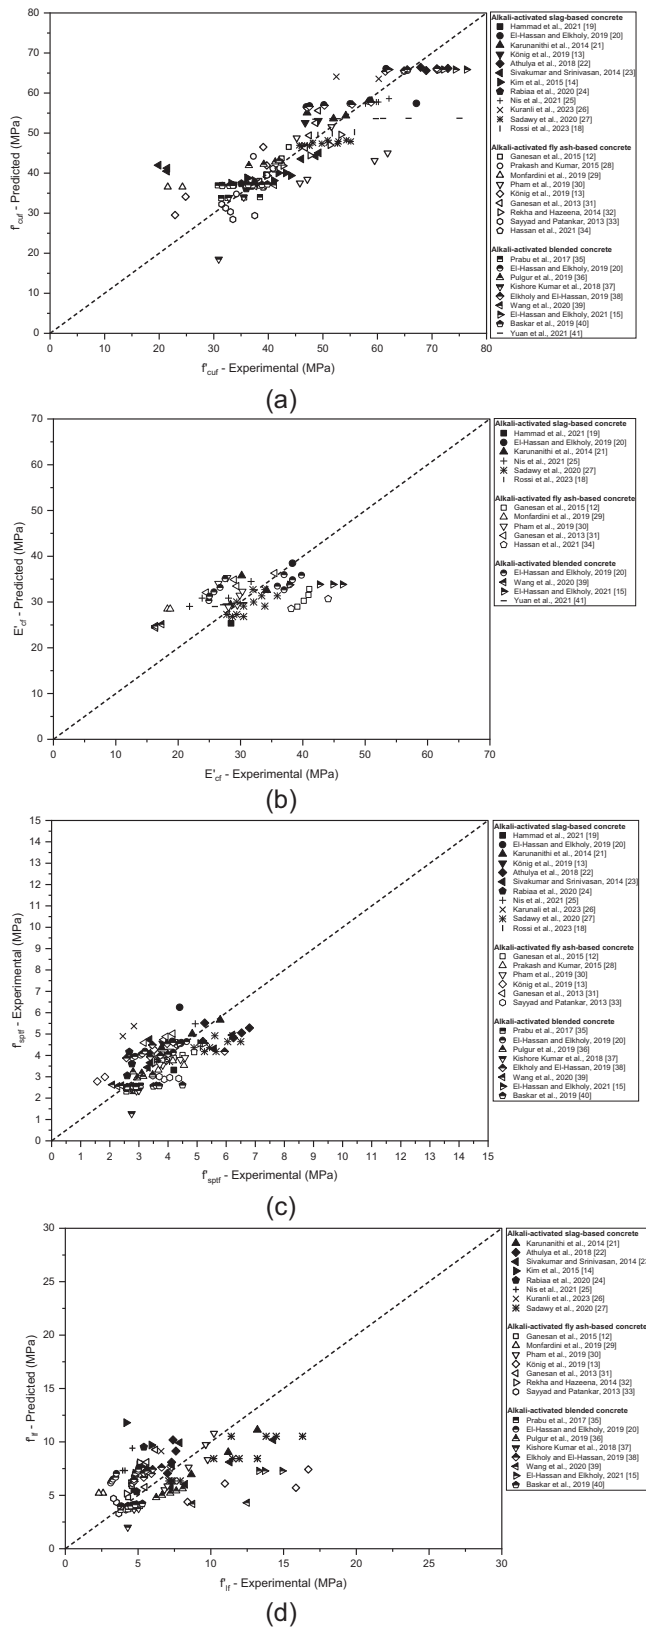 80
70
60
50
40
30
20
10
0
f'cuf - Predicted (MPa)
0 10 20 30 40 50 60 70 80
f'cuf - Experimental (MPa)
Alkali-activated slag-based concrete
Hammad et al., 2021 [19]
El-Hassan and Elkholy, 2019 [20]
Karunanithi et al., 2014 [21]
König et al., 2019 [13]
Athulya et al., 2018 [22]
Sivakumar and Srinivasan, 2014 [23]
Kim et al., 2015 [14]
Rabiaa et al., 2020 [24]
Nis et al., 2021 [25]
Kuranli et al., 2023 [26]
Sadawy et al., 2020 [27]
Rossi et al., 2023 [18]
Alkali-activated fly ash-based concrete
Ganesan et al., 2015 [12]
Prakash and Kumar, 2015 [28]
Monfardini et al., 2019 [29]
Pham et al., 2019 [30]
König et al., 2019 [13]
Ganesan et al., 2013 [31]
Rekha and Hazeena, 2014 [32]
Sayyad and Patankar, 2013 [33]
Hassan et al., 2021 [34]
Alkali-activated blended concrete
Prabu et al., 2017 [35]
El-Hassan and Elkholy, 2019 [20]
Pulgur et al., 2019 [36]
Kishore Kumar et al., 2018 [37]
Elkholy and El-Hassan, 2019 [38]
Wang et al., 2020 [39]
El-Hassan and Elkholy, 2021 [15]
Baskar et al., 2019 [40]
Yuan et al., 2021 [41]
(a)
70
60
50
40
30
20
10
0
E'cf - Predicted (MPa)
0 10 20 30 40 50 60 70
E'cf - Experimental (MPa)
Alkali-activated slag-based concrete
Hammad et al., 2021 [19]
El-Hassan and Elkholy, 2019 [20]
Karunanithi et al., 2014 [21]
Nis et al., 2021 [25]
Sadawy et al., 2020 [27]
Rossi et al., 2023 [18]
Alkali-activated fly ash-based concrete
Ganesan et al., 2015 [12]
Monfardini et al., 2019 [29]
Pham et al., 2019 [30]
Ganesan et al., 2013 [31]
Hassan et al., 2021 [34]
Alkali-activated blended concrete
El-Hassan and Elkholy, 2019 [20]
Wang et al., 2020 [39]
El-Hassan and Elkholy, 2021 [15]
Yuan et al., 2021 [41]
(b)
15
14
13
12
11
10
9
8
7
6
5
4
3
2
1
0
f'sptf - Experimental (MPa)
0 1 2 3 4 5 6 7 8 9 10 11 12 13 14 15
f'sptf - Experimental (MPa)
Alkali-activated slag-based concrete
Hammad et al., 2021 [19]
El-Hassan and Elkholy, 2019 [20]
Karunanithi et al., 2014 [21]
König et al., 2019 [13]
Athulya et al., 2018 [22]
Sivakumar and Srinivasan, 2014 [23]
Rabiaa et al., 2020 [24]
Nis et al., 2021 [25]
Karunali et al., 2023 [26]
Sadawy et al., 2020 [27]
Rossi et al., 2023 [18]
Alkali-activated fly ash-based concrete
Ganesan et al., 2015 [12]
Prakash and Kumar, 2015 [28]
Pham et al., 2019 [30]
König et al., 2019 [13]
Ganesan et al., 2013 [31]
Sayyad and Patankar, 2013 [33]
Alkali-activated blended concrete
Prabu et al., 2017 [35]
El-Hassan and Elkholy, 2019 [20]
Pulgur et al., 2019 [36]
Kishore Kumar et al., 2018 [37]
Elkholy and El-Hassan, 2019 [38]
Wang et al., 2020 [39]
El-Hassan and Elkholy, 2021 [15]
Baskar et al., 2019 [40]
(c)
30
25
20
15
10
5
0
f'lf - Predicted (MPa)
0 5 10 15 20 25 30
f'lf - Experimental (MPa)
Alkali-activated slag-based concrete
Karunanithi et al., 2014 [21]
Athulya et al., 2018 [22]
Sivakumar and Srinivasan, 2014 [23
Kim et al., 2015 [14]
Rabiaa et al., 2020 [24]
Nis et al., 2021 [25]
Kuranli et al., 2023 [26]
Sadawy et al., 2020 [27]
Alkali-activated fly ash-based concrete
Ganesan et al., 2015 [12]
Monfardini et al., 2019 [29]
Pham et al., 2019 [30]
König et al., 2019 [13]
Ganesan et al., 2013 [31]
Rekha and Hazeena, 2014 [32]
Sayyad and Patankar, 2013 [33]
Alkali-activated blended concrete
Prabu et al., 2017 [35]
El-Hassan and Elkholy, 2019 [20]
Pulgur et al., 2019 [36]
Kishore Kumar et al., 2018 [37]
Elkholy and El-Hassan, 2019 [38]
Wang et al., 2020 [39]
El-Hassan and Elkholy, 2021 [15]
Baskar et al., 2019 [40]
(d)